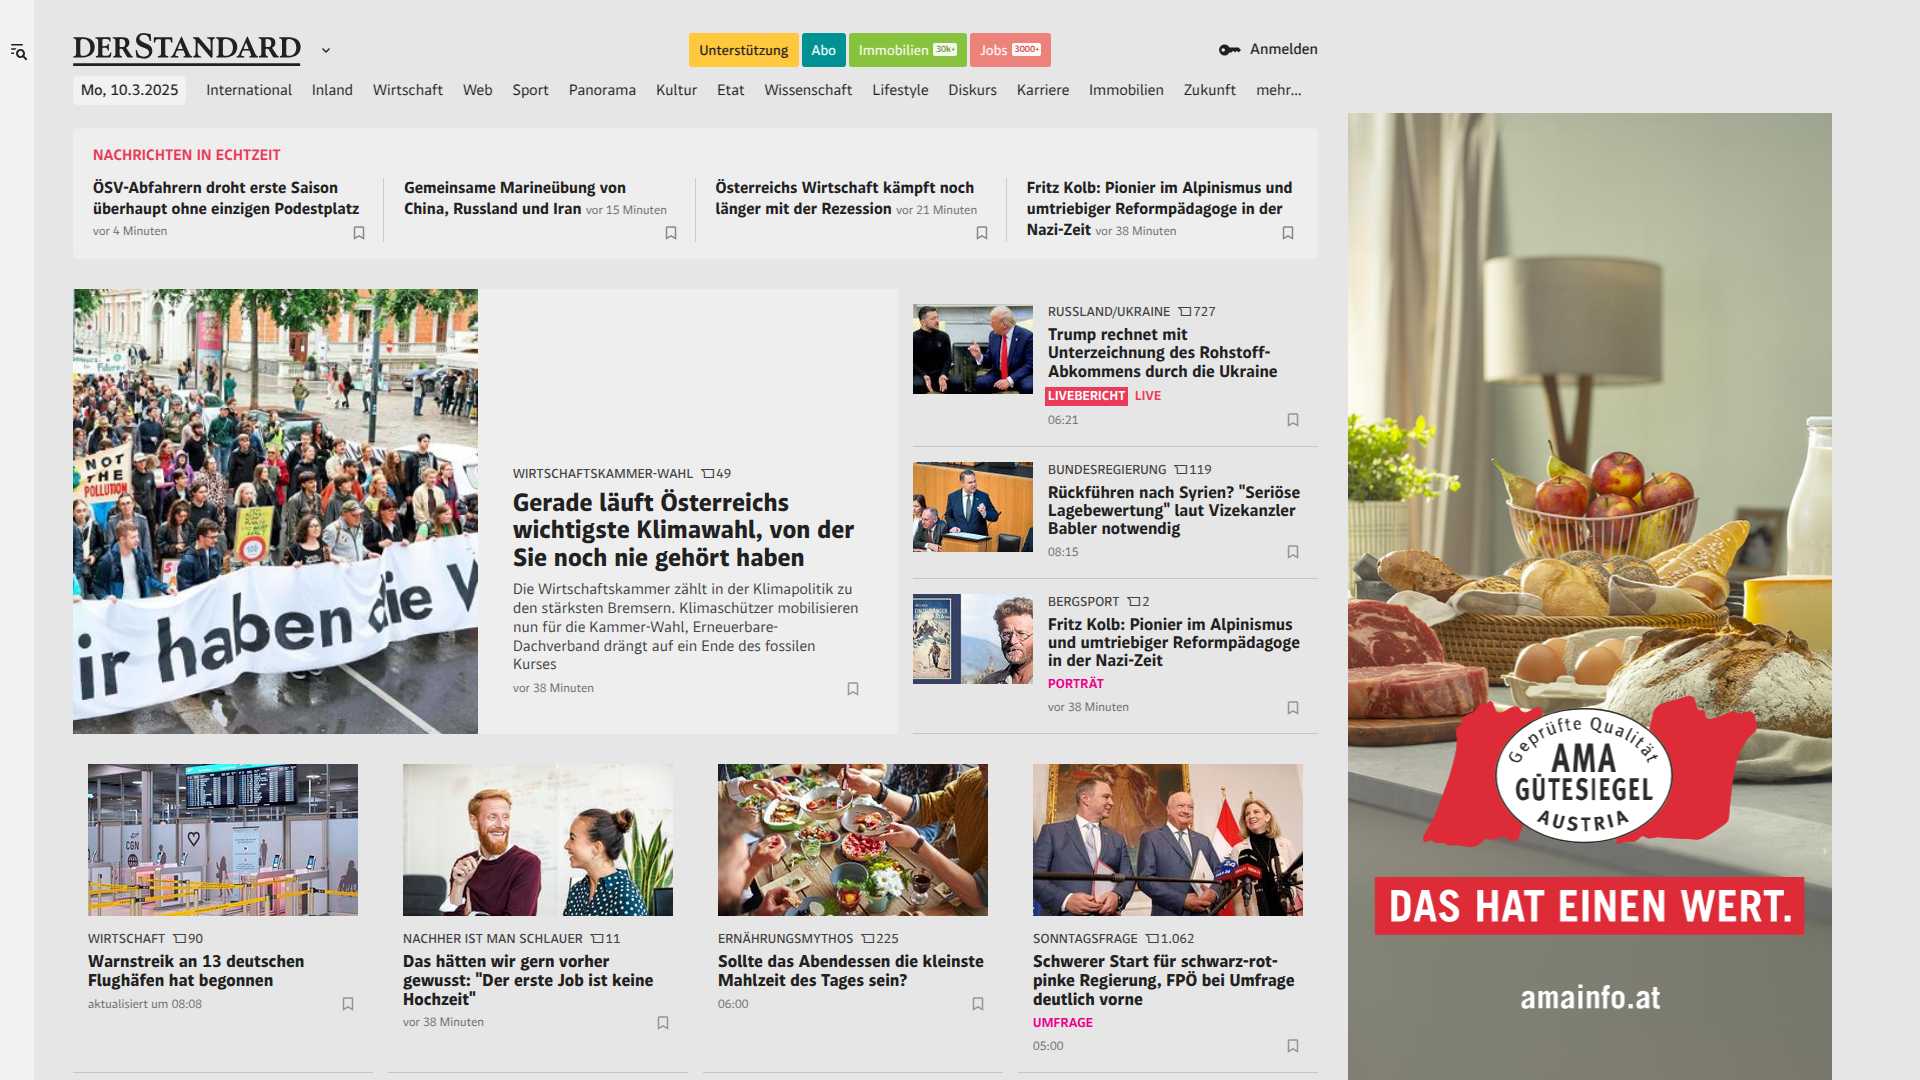 DERSTANDARD
Unterstützung
Abo
Immobilien 30k+
Jobs 3000+
Anmelden
Mo, 10.3.2025
International
Inland
Wirtschaft
Web
Sport
Panorama
Kultur
Etat
Wissenschaft
Lifestyle
Diskurs
Karriere
Immobilien
Zukunft
mehr...
NACHRICHTEN IN ECHTZEIT
ÖSV-Abfahrern droht erste Saison
überhaupt ohne einzigen Podestplatz
vor 4 Minuten
Gemeinsame Marineübung von
China, Russland und Iran vor 15 Minuten
Österreichs Wirtschaft kämpft noch
länger mit der Rezession vor 21 Minuten
Fritz Kolb: Pionier im Alpinismus und
umtriebiger Reformpädagoge in der
Nazi-Zeit vor 38 Minuten
NOT
THE
POLLUTION
ir haben die
WIRTSCHAFTSKAMMER-WAHL 49
Gerade läuft Österreichs
wichtigste Klimawahl, von der
Sie noch nie gehört haben
Die Wirtschaftskammer zählt in der Klimapolitik zu
den stärksten Bremsern. Klimaschützer mobilisieren
nun für die Kammer-Wahl, Erneuerbare-
Dachverband drängt auf ein Ende des fossilen
Kurses
vor 38 Minuten
RUSSLAND/UKRAINE 727
Trump rechnet mit
Unterzeichnung des Rohstoff-
Abkommens durch die Ukraine
LIVEBERICHT LIVE
06:21
BUNDESREGIERUNG 119
Rückführen nach Syrien? "Seriöse
Lagebewertung" laut Vizekanzler
Babler notwendig
08:15
BERGSPORT 2
Fritz Kolb: Pionier im Alpinismus
und umtriebiger Reformpädagoge
in der Nazi-Zeit
PORTRÄT
vor 38 Minuten
CGN
WIRTSCHAFT 90
Warnstreik an 13 deutschen
Flughäfen hat begonnen
aktualisiert um 08:08
NACHHER IST MAN SCHLAUER 11
Das hätten wir gern vorher
gewusst: "Der erste Job ist keine
Hochzeit"
vor 38 Minuten
ERNÄHRUNGSMYTHOS 225
Sollte das Abendessen die kleinste
Mahlzeit des Tages sein?
06:00
SONNTAGSFRAGE 1.062
Schwerer Start für schwarz-rot-
pinke Regierung, FPÖ bei Umfrage
deutlich vorne
UMFRAGE
05:00
Geprüfte Qualität
AMA
GÜTESIEGEL
AUSTRIA
DAS HAT EINEN WERT.
amainfo.at